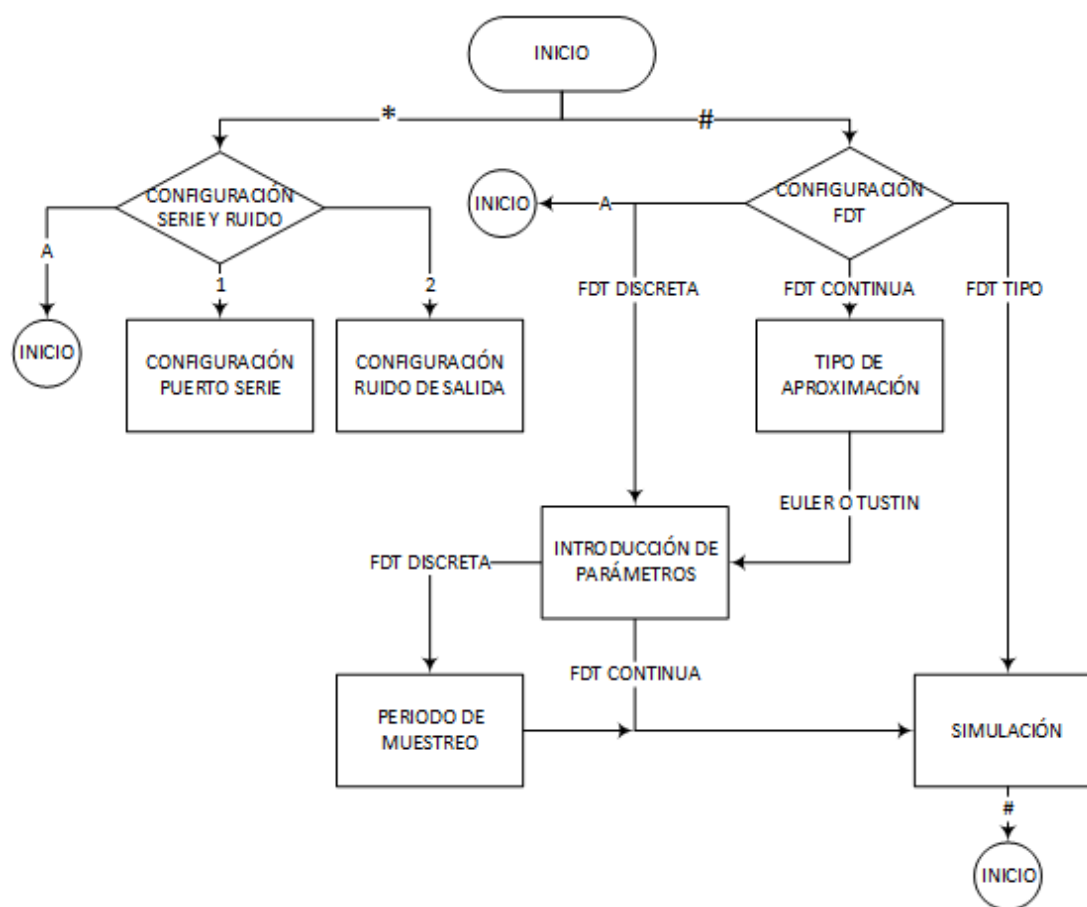 INICIO
*
#
CONFIGURACIÓN
SERIE Y RUIDO
INICIO
A
CONFIGURACIÓN
FDT
A
1
2
FDT DISCRETA
FDT CONTINUA
FDT TIPO
INICIO
CONFIGURACIÓN
PUERTO SERIE
CONFIGURACIÓN
RUIDO DE SALIDA
TIPO DE
APROXIMACIÓN
EULER O TUSTIN
FDT DISCRETA
INTRODUCCIÓN DE
PARÁMETROS
FDT CONTINUA
PERIODO DE
MUESTREO
SIMULACIÓN
#
INICIO